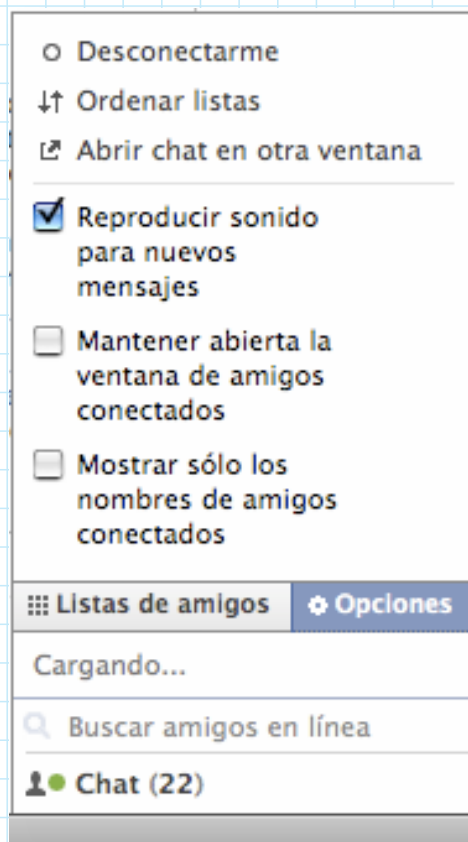 Desconectarme
Ordenar listas
Abrir chat en otra ventana
Reproducir sonido
para nuevos
mensajes
Mantener abierta la
ventana de amigos
conectados
Mostrar sólo los
nombres de amigos
conectados
Listas de amigos
Opciones
Cargando...
Buscar amigos en línea
Chat (22)